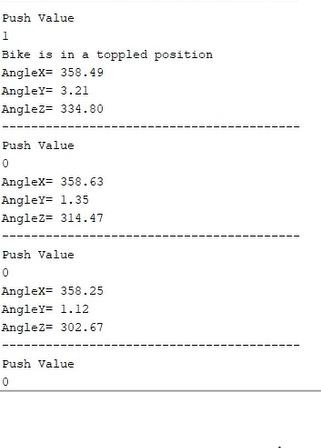 Push Value
1
Bike is in a toppled position
AngleX= 358.49
AngleY= 3.21
AngleZ= 334.80
---------------------------------------
Push Value
0
AngleX= 358.63
AngleY= 1.35
AngleZ= 314.47
---------------------------------------
Push Value
0
AngleX= 358.25
AngleY= 1.12
AngleZ= 302.67
---------------------------------------
Push Value
0